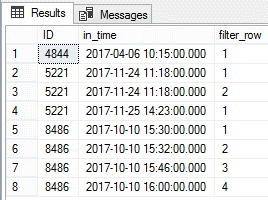 Results Messages
ID in_time filter_row
1 4844 2017-04-06 10:15:00.000 1
2 5221 2017-11-24 11:18:00.000 1
3 5221 2017-11-24 11:18:00.000 2
4 5221 2017-11-25 14:23:00.000 1
5 8486 2017-10-10 15:30:00.000 1
6 8486 2017-10-10 15:32:00.000 2
7 8486 2017-10-10 15:46:00.000 3
8 8486 2017-10-10 16:00:00.000 4